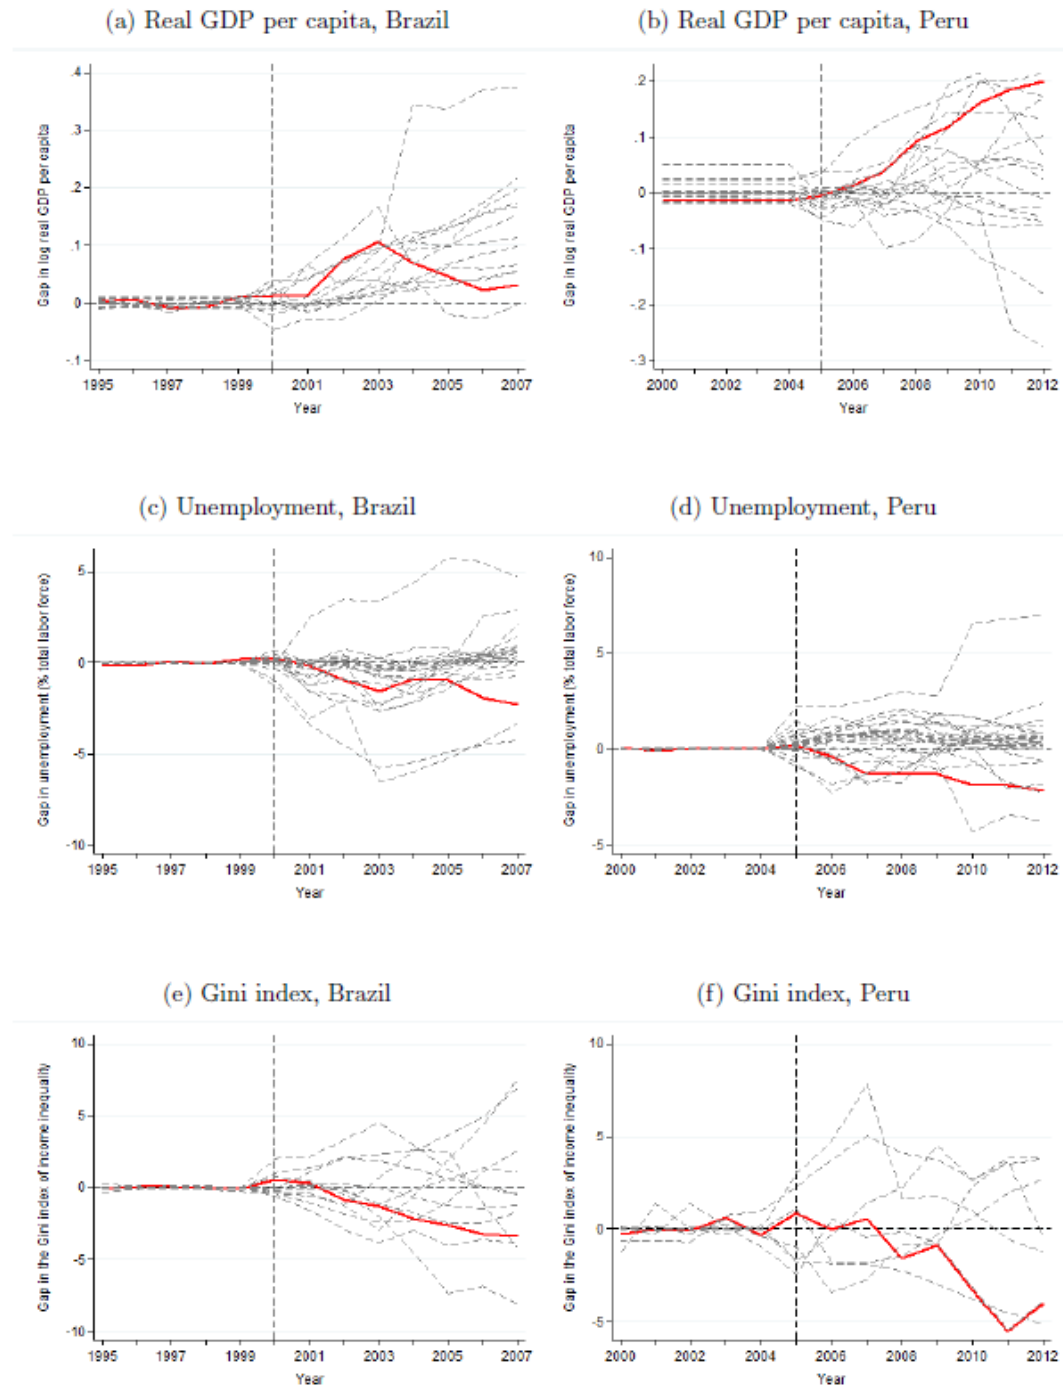 (a) Real GDP per capita, Brazil
Gap in log real GDP per capita
.4
.3
.2
.1
0
-.1
1995 1997 1999 2001 2003 2005 2007
Year
(b) Real GDP per capita, Peru
Gap in log real GDP per capita
.2
.1
0
-.1
-.2
-.3
2000 2002 2004 2006 2008 2010 2012
Year
(c) Unemployment, Brazil
Gap in unemployment (% total labor force)
5
0
-5
-10
1995 1997 1999 2001 2003 2005 2007
Year
(d) Unemployment, Peru
Gap in unemployment (% total labor force)
10
5
0
-5
2000 2002 2004 2006 2008 2010 2012
Year
(e) Gini index, Brazil
Gap in the Gini index of income inequality
10
5
0
-5
-10
1995 1997 1999 2001 2003 2005 2007
Year
(f) Gini index, Peru
Gap in the Gini index of income inequality
10
5
0
-5
2000 2002 2004 2006 2008 2010 2012
Year